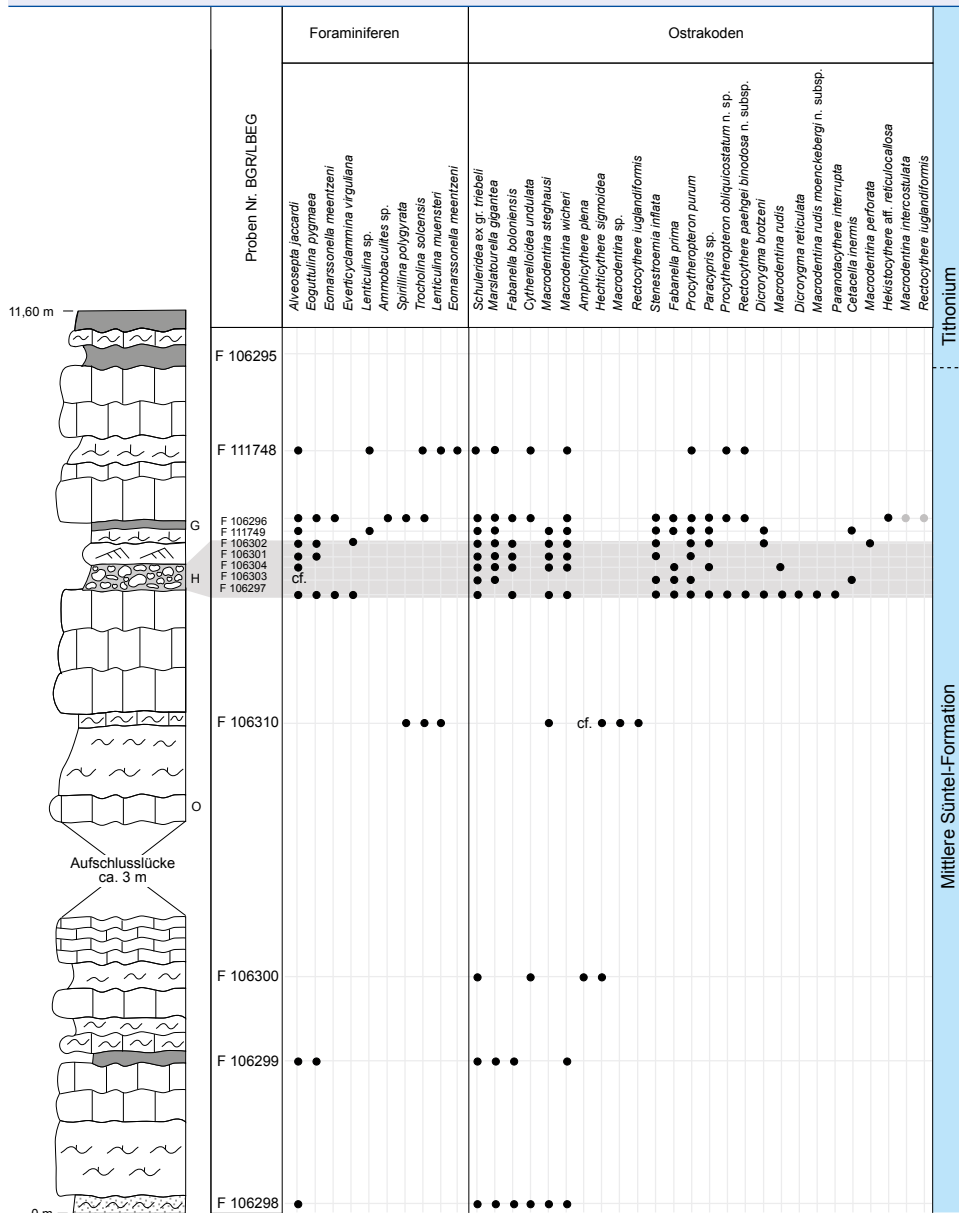 Foraminiferen
Ostrakoden
Proben Nr. BGR/LBEG
Alveosepta jaccardi
Eogutulina pygmaea
Eomarssonella meentzeni
Everticyclammina virguliana
Lenticulina sp.
Ammobaculites sp.
Spirillina polygyrata
Trocholina solcensis
Lenticulina muensteri
Eomarssonella meentzeni
Schuleridea ex gr. triebeli
Marslatourella gigantea
Fabanella boloniensis
Cytherelloidea undulata
Macrodentina steghausi
Macrodentina wicheri
Amphicythere plena
Hechticythere sigmoidea
Macrodentina sp.
Rectocythere iuglandiformis
Stenestroemia inflata
Fabanella prima
Procytheropteron purum
Paracypris sp.
Procytheropteron obliquicostatum n. sp.
Rectocythere paehgei binodosa n. subsp.
Dicrorygma brotzeni
Macrodentina rudis
Dicrorygma reticulata
Macrodentina rudis moenckebergi n. subsp.
Paranotacythere interrupta
Cetacella inermis
Macrodentina perforata
Hekistocythere aff. reticulocallosa
Macrodentina intercostulata
Rectocythere iuglandiformis
Tithonium
11,60 m
F 106295
F 111748
G
F 106296
F 111749
F 106302
F 106301
F 106304
H
cf.
F 106303
F 106297
F 106310
cf.
O
Mittlere Süntel-Formation
Aufschlusslücke
ca. 3 m
F 106300
F 106299
F 106298
0 m